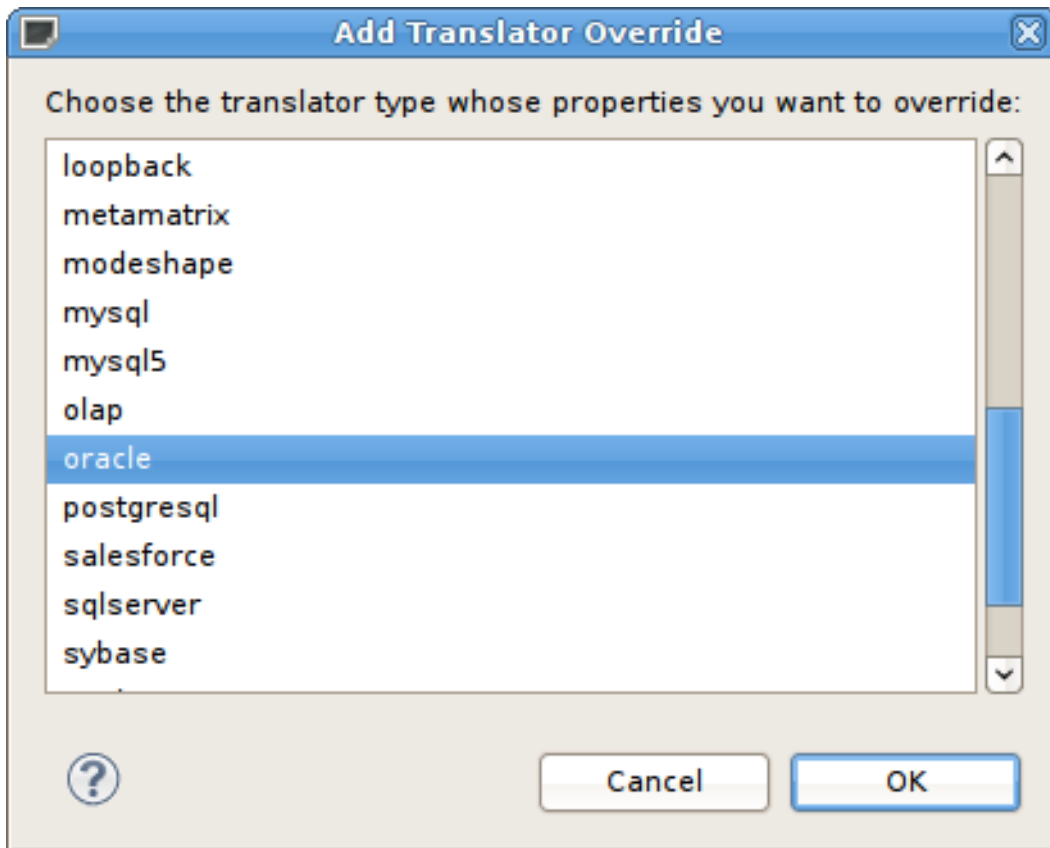 Add Translator Override
Choose the translator type whose properties you want to override:
loopback
metamatrix
modeshape
mysql
mysql5
olap
oracle
postgresql
salesforce
sqlserver
sybase
?
Cancel
OK